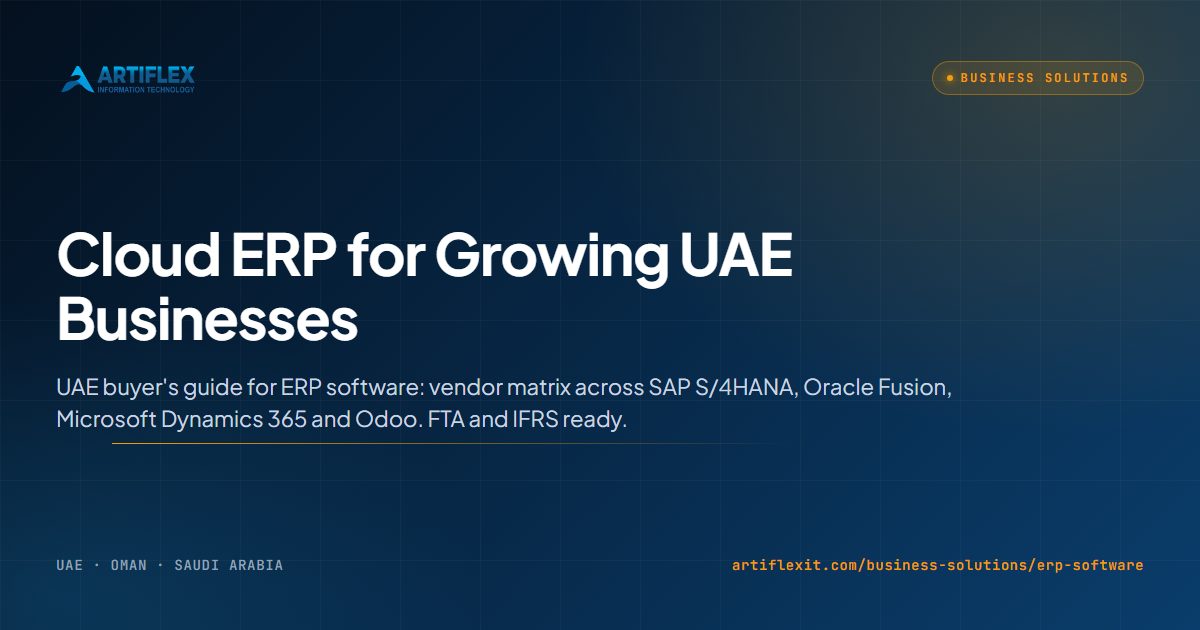 ARTIFLEX
INFORMATION TECHNOLOGY
BUSINESS SOLUTIONS
Cloud ERP for Growing UAE
Businesses
UAE buyer's guide for ERP software: vendor matrix across SAP S/4HANA, Oracle Fusion,
Microsoft Dynamics 365 and Odoo. FTA and IFRS ready.
UAE · OMAN · SAUDI ARABIA
artiflexit.com/business-solutions/erp-software